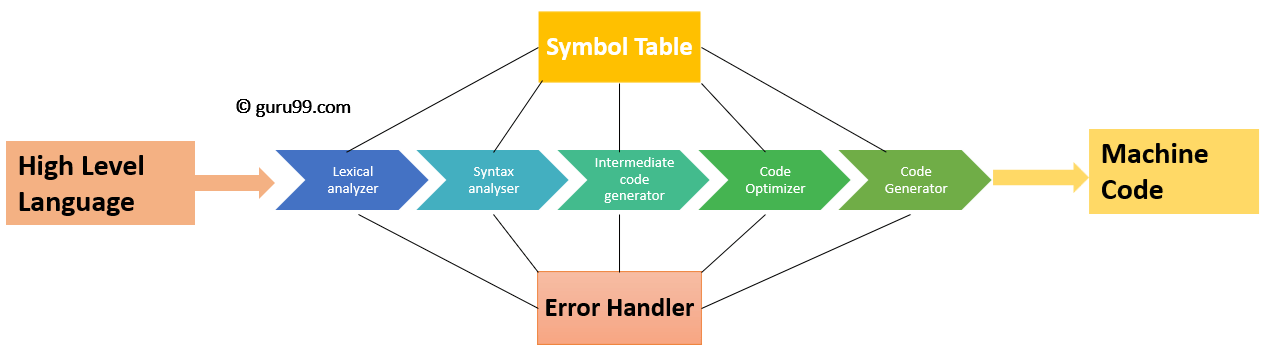 Symbol Table
© guru99.com
High Level
Language
Lexical
analyzer
Syntax
analyser
Intermediate
code
generator
Code
Optimizer
Code
Generator
Machine
Code
Error Handler